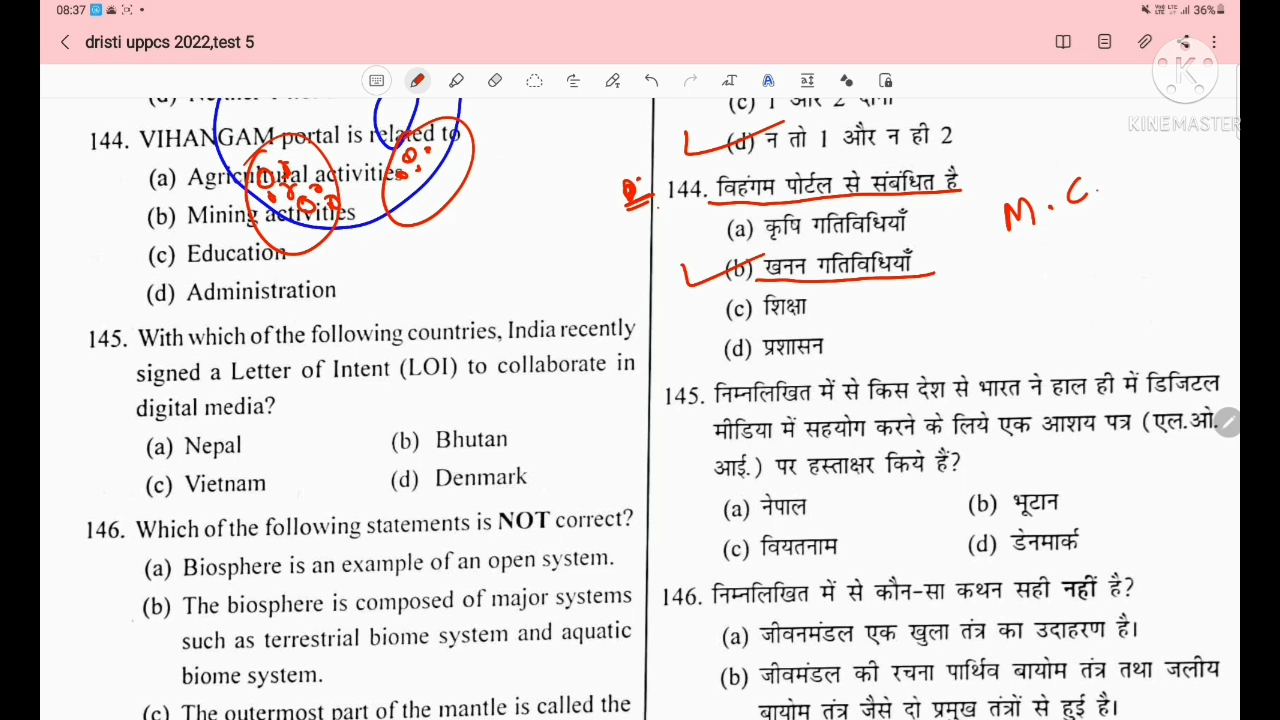 08:37
36%
dristi uppcs 2022,test 5
KINEMASTER
144. VIHANGAM portal is related to
(a) Agricultural activities
(b) Mining activities
(c) Education
(d) Administration
145. With which of the following countries, India recently
signed a Letter of Intent (LOI) to collaborate in
digital media?
(a) Nepal (b) Bhutan
(c) Vietnam (d) Denmark
146. Which of the following statements is NOT correct?
(a) Biosphere is an example of an open system.
(b) The biosphere is composed of major systems
such as terrestrial biome system and aquatic
biome system.
(c) The outermost part of the mantle is called the
(c) 1 और 2 दोनों
(d) न तो 1 और न ही 2
144. विहंगम पोर्टल से संबंधित है
M.C.
(a) कृषि गतिविधियाँ
(b) खनन गतिविधियाँ
(c) शिक्षा
(d) प्रशासन
145. निम्नलिखित में से किस देश से भारत ने हाल ही में डिजिटल
मीडिया में सहयोग करने के लिये एक आशय पत्र (एल.ओ.
आई.) पर हस्ताक्षर किये हैं?
(a) नेपाल (b) भूटान
(c) वियतनाम (d) डेनमार्क
146. निम्नलिखित में से कौन-सा कथन सही नहीं है?
(a) जीवनमंडल एक खुला तंत्र का उदाहरण है।
(b) जीवमंडल की रचना पार्थिव बायोम तंत्र तथा जलीय
बायोम तंत्र जैसे दो प्रमुख तंत्रों से हुई है।